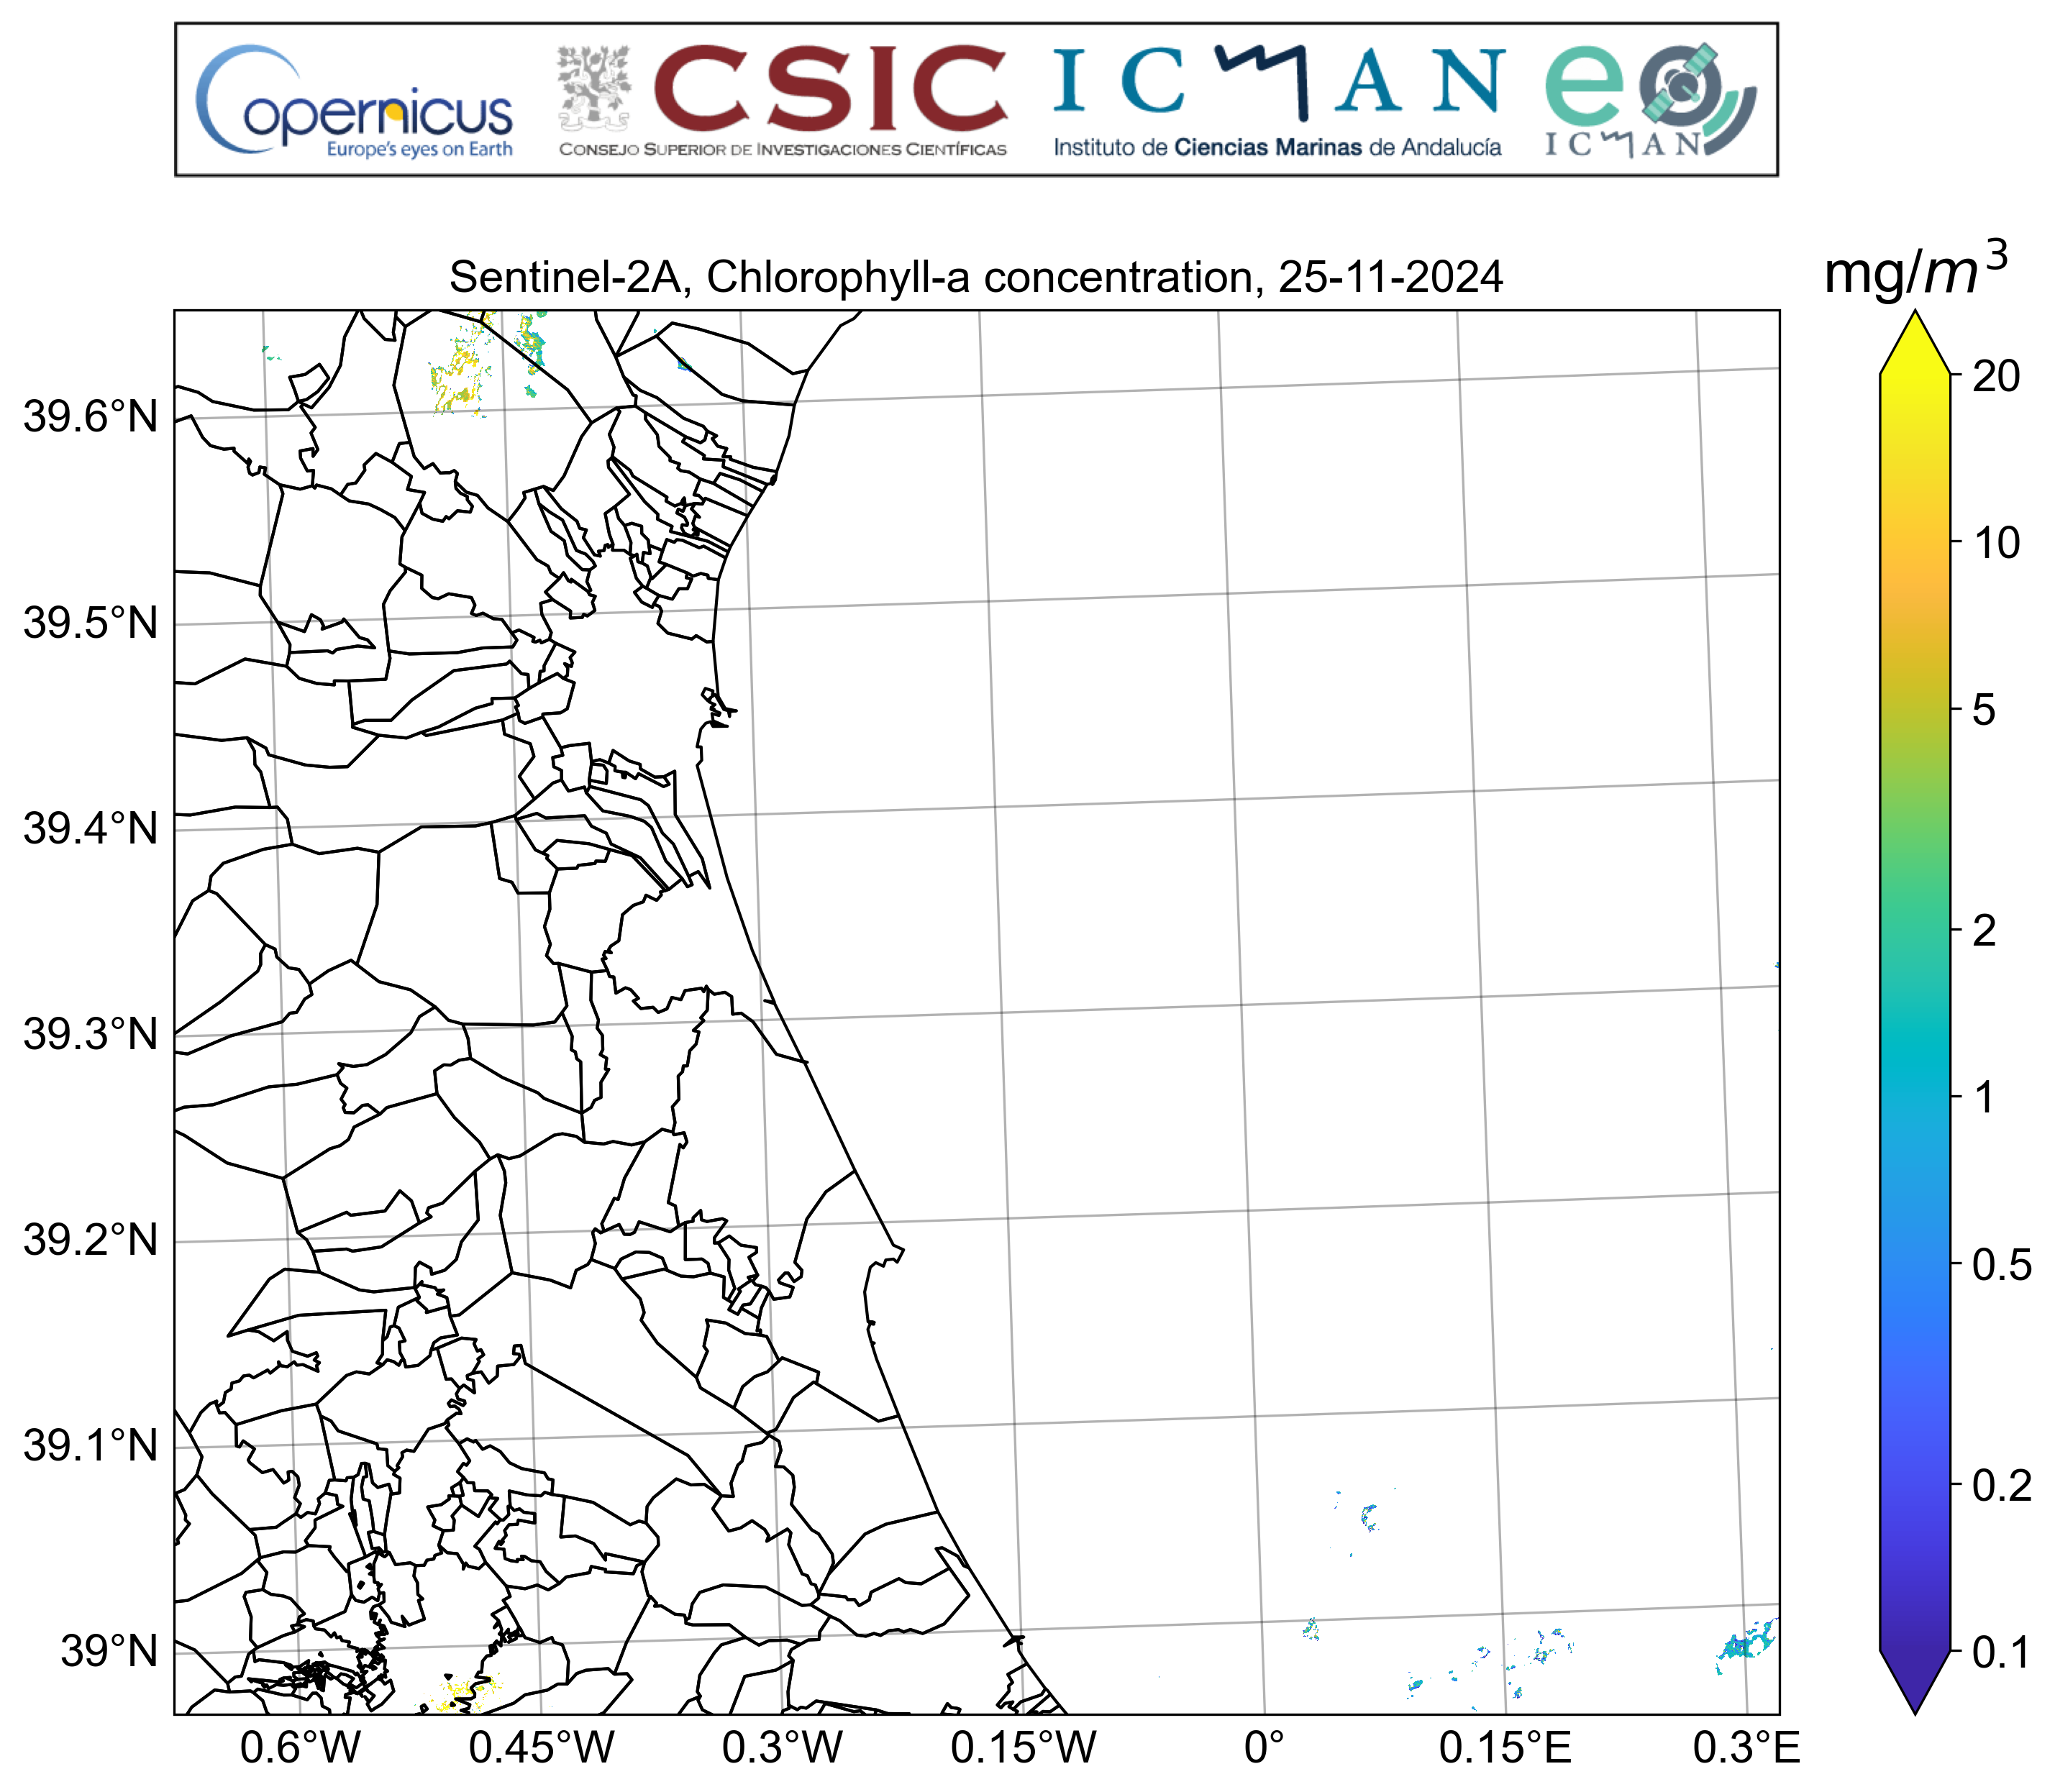 Copernicus
Europe's eyes on Earth
CSIC
CONSEJO SUPERIOR DE INVESTIGACIONES CIENTÍFICAS
ICMAN
Instituto de Ciencias Marinas de Andalucía
eo
ICMAN
Sentinel-2A, Chlorophyll-a concentration, 25-11-2024
mg/m³
39.6°N
39.5°N
39.4°N
39.3°N
39.2°N
39.1°N
39°N
0.6°W 0.45°W 0.3°W 0.15°W 0° 0.15°E 0.3°E
20
10
5
2
1
0.5
0.2
0.1